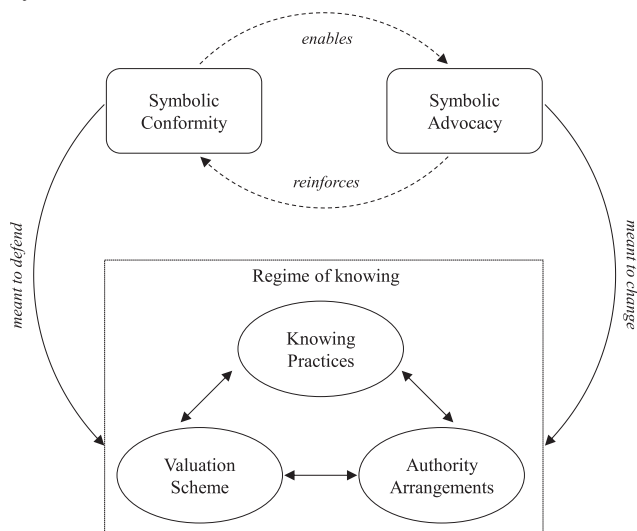 enables
Symbolic
Conformity
Symbolic
Advocacy
reinforces
meant to defend
meant to change
Regime of knowing
Knowing
Practices
Valuation
Scheme
Authority
Arrangements